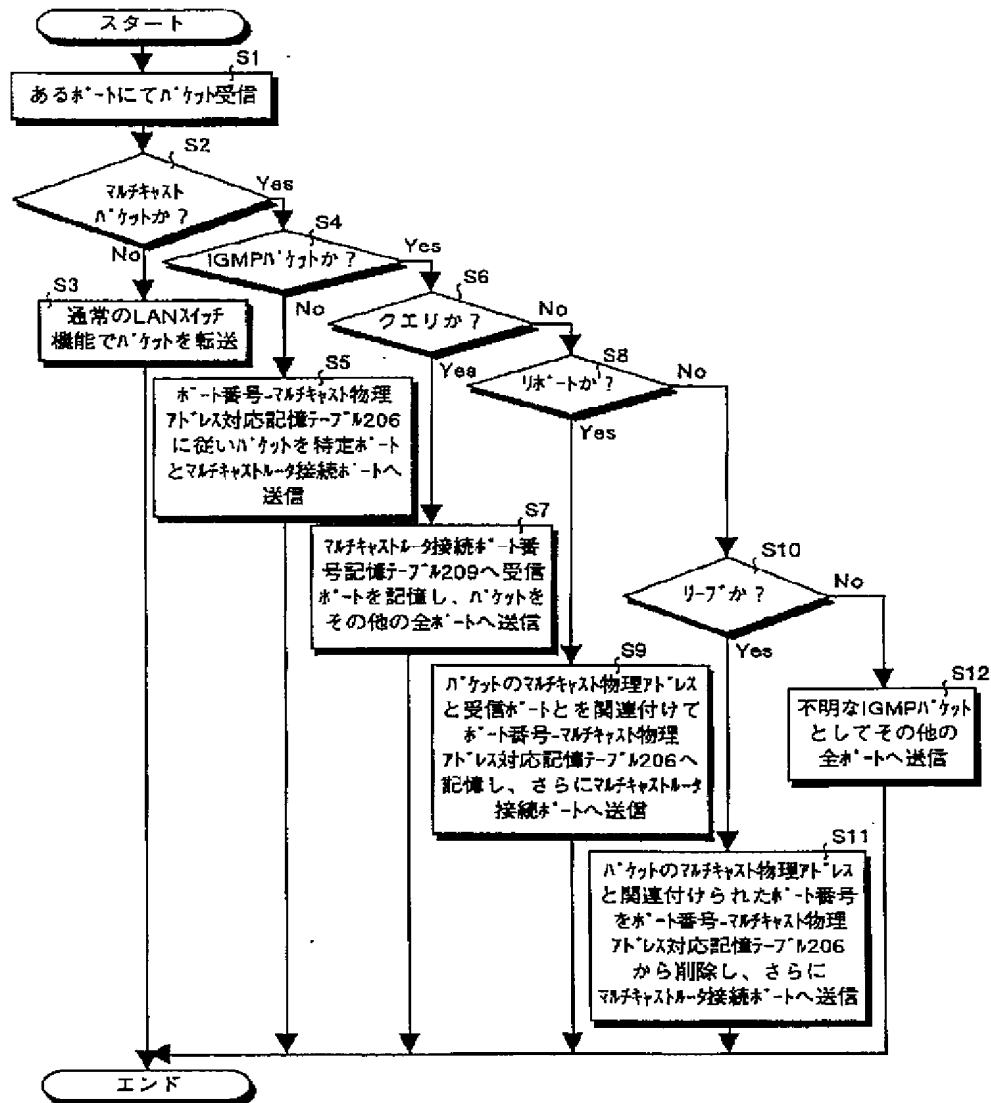 スタート
S1
あるポートにてパケット受信
S2
マルチキャスト
パケットか？
Yes
No
S3
通常のLANスイッチ
機能でパケットを転送
S4
IGMPパケットか？
Yes
No
S5
ポート番号-マルチキャスト物理
アドレス対応記憶テーブル206
に従いパケットを特定ポート
とマルチキャストルータ接続ポートへ
送信
S6
クエリか？
No
Yes
S7
マルチキャストルータ接続ポート番
号記憶テーブル209へ受信
ポートを記憶し、パケットを
その他の全ポートへ送信
S8
リポートか？
No
Yes
S9
パケットのマルチキャスト物理アドレス
と受信ポートとを関連付けて
ポート番号-マルチキャスト物理
アドレス対応記憶テーブル206へ
記憶し、さらにマルチキャストルータ
接続ポートへ送信
S10
リーブか？
No
Yes
S11
パケットのマルチキャスト物理アドレス
と関連付けられたポート番号
をポート番号-マルチキャスト物理
アドレス対応記憶テーブル206
から削除し、さらに
マルチキャストルータ接続ポートへ送信
S12
不明なIGMPパケット
としてその他の
全ポートへ送信
エンド